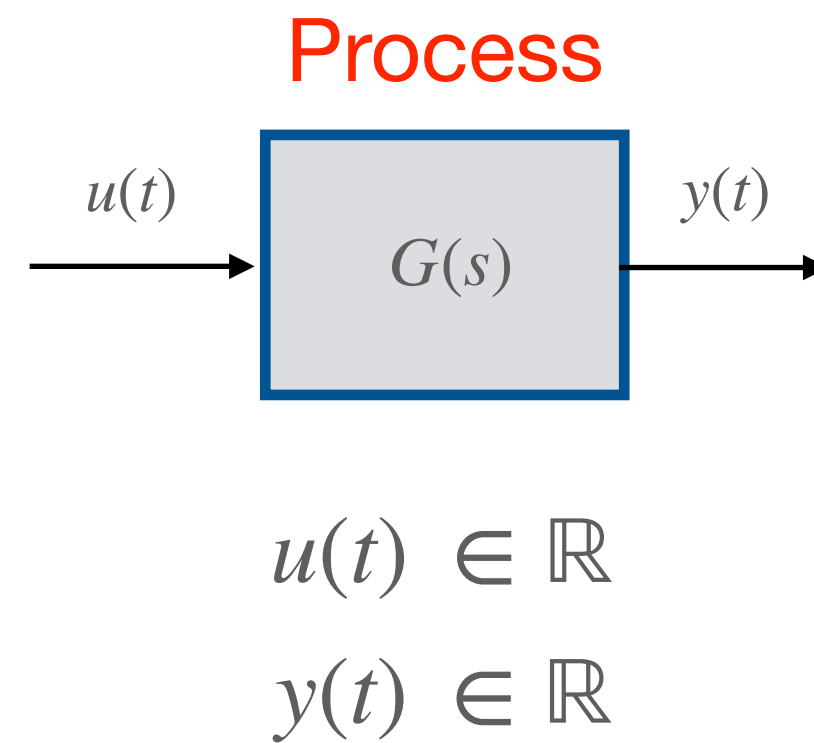 Process
u(t)
y(t)
G(s)
u(t) ∈ ℝ
y(t) ∈ ℝ